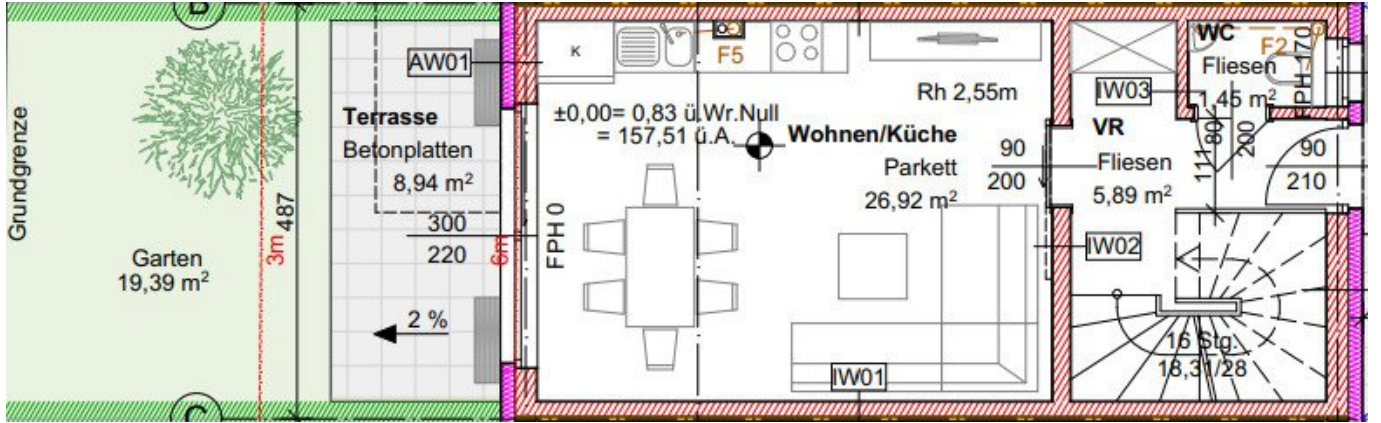 B
Grundgrenze
Garten
19,39 m²
3m
487
AW01
Terrasse
Betonplatten
8,94 m²
300
220
6m
2 %
C
FPH 0
K
F5
±0,00= 0,83 ü.Wr.Null
= 157,51 ü.A.
Wohnen/Küche
Parkett
26,92 m²
Rh 2,55m
90
200
IW01
IW02
IW03
VR
Fliesen
5,89 m²
WC
F2
Fliesen
1,45 m²
FPH 170
111
80
200
90
210
16 Stg.
18,31/28